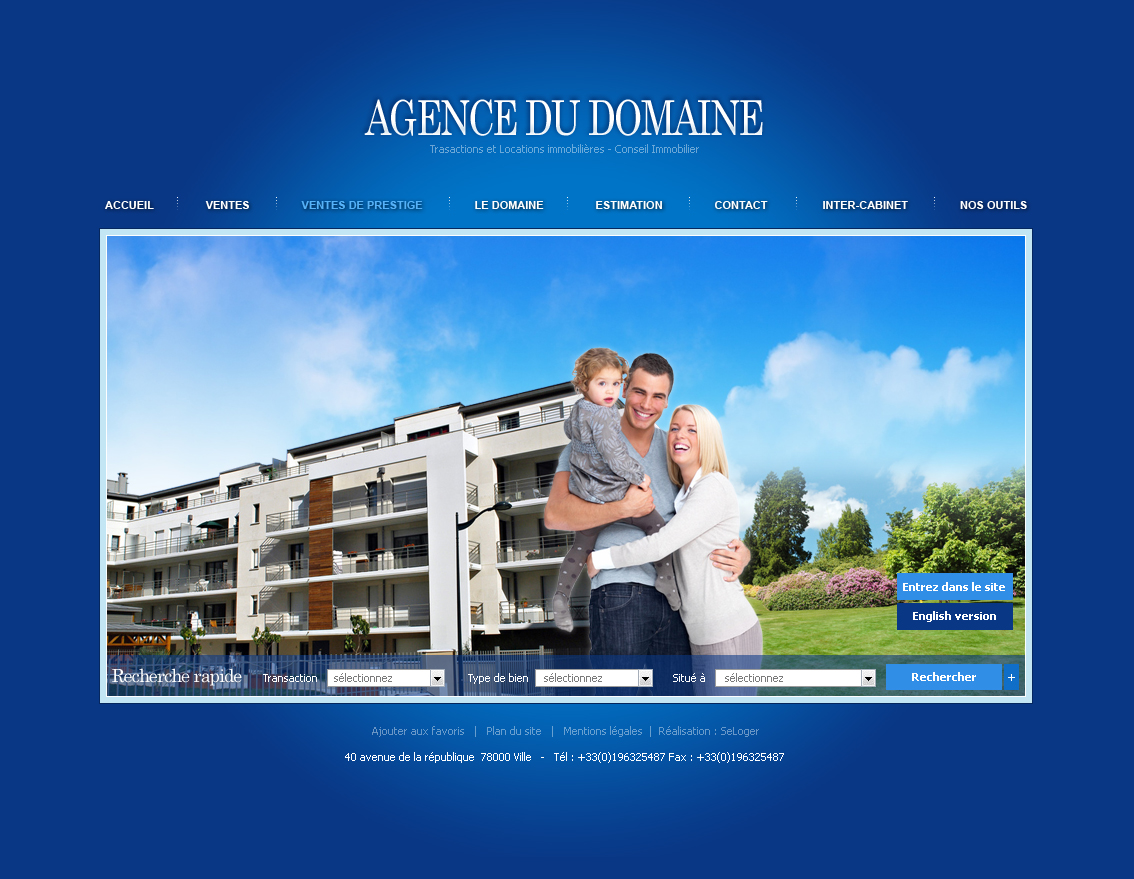 AGENCE DU DOMAINE
Trasactions et Locations immobilières - Conseil Immobilier
ACCUEIL VENTES VENTES DE PRESTIGE LE DOMAINE ESTIMATION CONTACT INTER-CABINET NOS OUTILS
Entrez dans le site
English version
Recherche rapide Transaction sélectionnez Type de bien sélectionnez Situé à sélectionnez Rechercher +
Ajouter aux favoris | Plan du site | Mentions légales | Réalisation : SeLoger
40 avenue de la république 78000 Ville - Tél : +33(0)196325487 Fax : +33(0)196325487